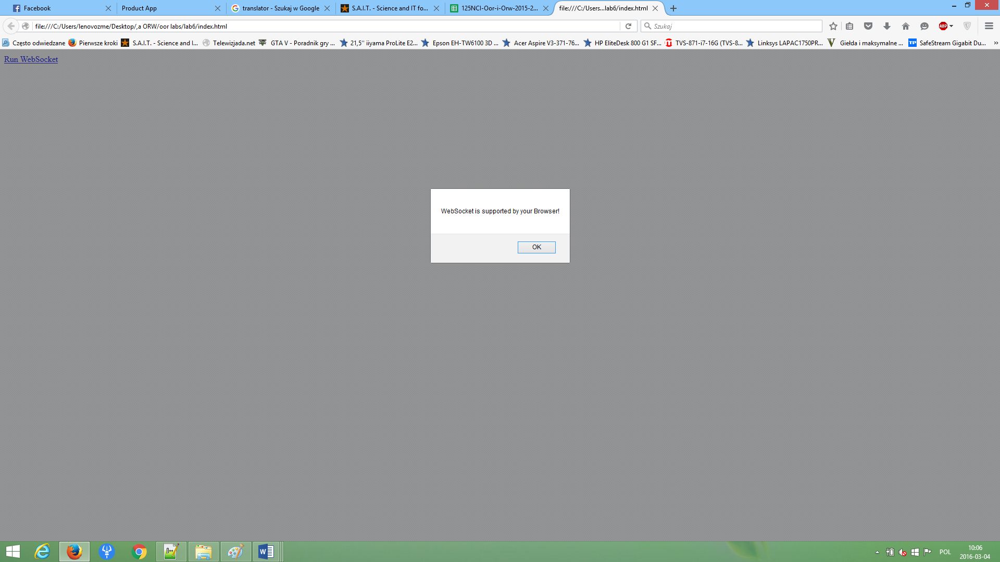 Facebook
Product App
translator - Szukaj w Google
S.A.I.T. - Science and IT fo...
125NCI-Oor-i-Orw-2015-2...
file:///C:/Users...lab6/index.html
file:///C:/Users/lenovozme/Desktop/,a ORW/oor labs/lab6/index.html
Szukaj
ABP
Często odwiedzane
Pierwsze kroki
S.A.I.T. - Science and I...
Telewizjada.net
GTA V - Poradnik gry ...
21,5'' iiyama ProLite E2...
Epson EH-TW6100 3D ...
Acer Aspire V3-371-76...
HP EliteDesk 800 G1 SF...
TVS-871-i7-16G (TVS-8...
Linksys LAPAC1750PR...
Giełda i maksymalne ...
TP
SafeStream Gigabit Du...
Run WebSocket
WebSocket is supported by your Browser!
OK
POL
10:06
2016-03-04